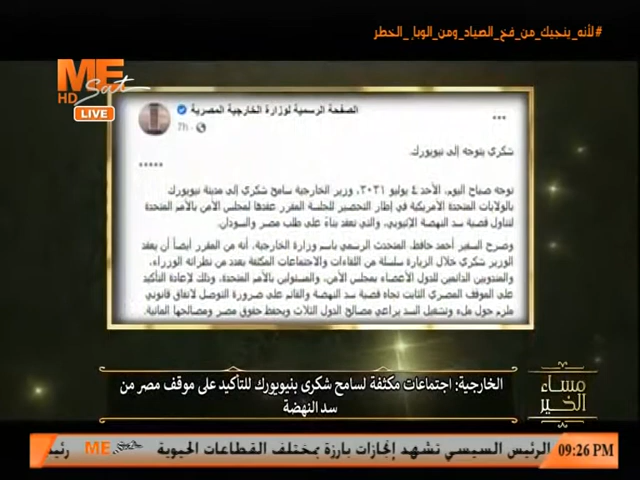 #لأنه_ينجيك_من_فخ_الصياد_ومن_الوبإ_الخطر
ME
Sat
HD
LIVE
الصفحة الرسمية لوزارة الخارجية المصرية
7h
شكري يتوجه إلى نيويورك
*****
توجه صباح اليوم، الأحد ٤ يوليو ٢٠٢١، وزير الخارجية سامح شكري إلى مدينة نيويورك
بالولايات المتحدة الأمريكية في إطار التحضير للجلسة المقرر عقدها لمجلس الأمن بالأمم المتحدة
لتناول قضية سد النهضة الإثيوبي، والتي تعقد بناءً على طلب مصر والسودان.
وصرح السفير أحمد حافظ، المتحدث الرسمي باسم وزارة الخارجية، أنه من المقرر أيضاً أن يعقد
الوزير شكري خلال الزيارة سلسلة من اللقاءات والاجتماعات المكثفة بعدد من نظرائه الوزراء،
والمندوبين الدائمين للدول الأعضاء بمجلس الأمن، والمسئولين بالأمم المتحدة، وذلك لإعادة التأكيد
على الموقف المصري الثابت تجاه قضية سد النهضة والقائم على ضرورة التوصل لاتفاق قانوني
ملزم حول ملء وتشغيل السد يراعي مصالح الدول الثلاث ويحفظ حقوق مصر ومصالحها المائية.
الخارجية: اجتماعات مكثفة لسامح شكرى بنيويورك للتأكيد على موقف مصر من
سد النهضة
مساء
الخير
09:26 PM
الرئيس السيسي تشهد إنجازات بارزة بمختلف القطاعات الحيوية
ME Sat
رئيـ